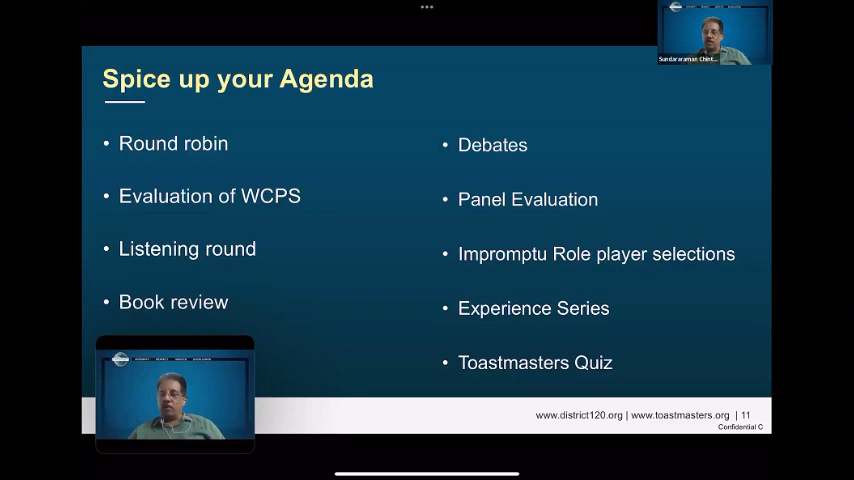 Sundararaman Chint...
Spice up your Agenda
• Round robin
• Evaluation of WCPS
• Listening round
• Book review
• Debates
• Panel Evaluation
• Impromptu Role player selections
• Experience Series
• Toastmasters Quiz
www.district120.org | www.toastmasters.org | 11
Confidential C